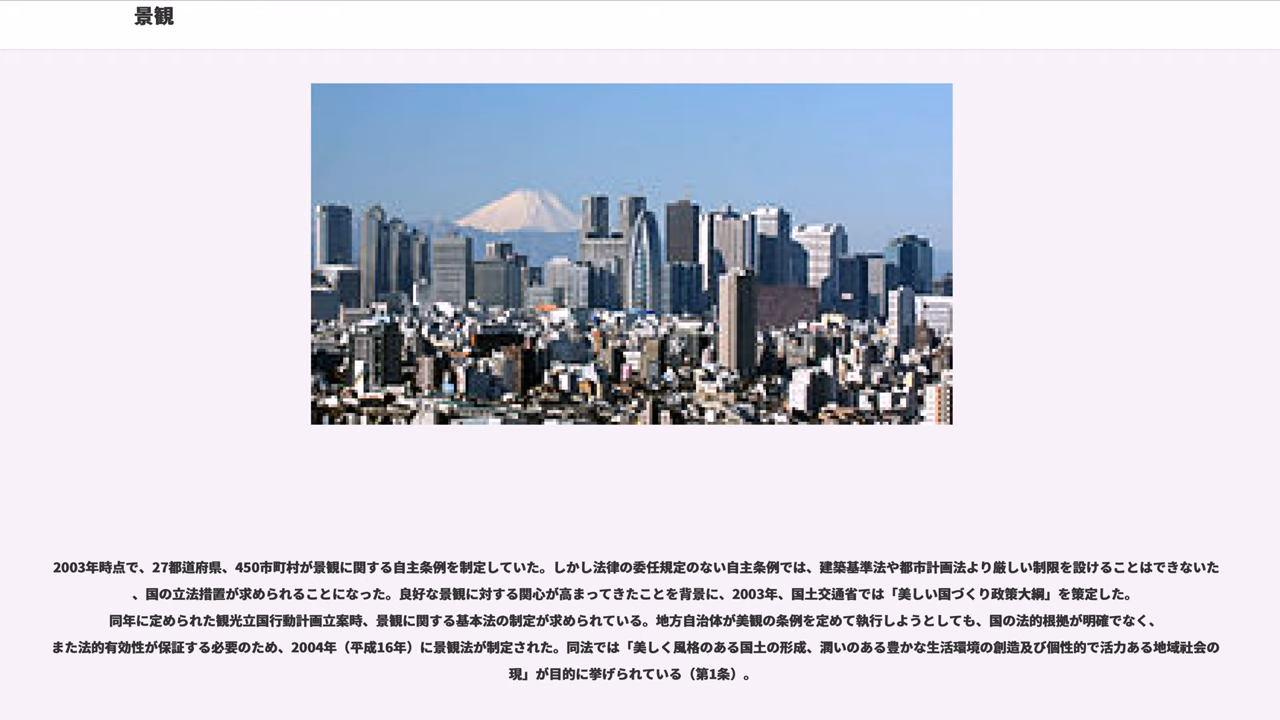 景観
2003年時点で、27都道府県、450市町村が景観に関する自主条例を制定していた。しかし法律の委任規定のない自主条例では、建築基準法や都市計画法より厳しい制限を設けることはできないた
、国の立法措置が求められることになった。良好な景観に対する関心が高まってきたことを背景に、2003年、国土交通省では「美しい国づくり政策大綱」を策定した。
同年に定められた観光立国行動計画立案時、景観に関する基本法の制定が求められている。地方自治体が美観の条例を定めて執行しようとしても、国の法的根拠が明確でなく、
また法的有効性が保証する必要のため、2004年（平成16年）に景観法が制定された。同法では「美しく風格のある国土の形成、潤いのある豊かな生活環境の創造及び個性的で活力ある地域社会の
現」が目的に挙げられている（第1条）。